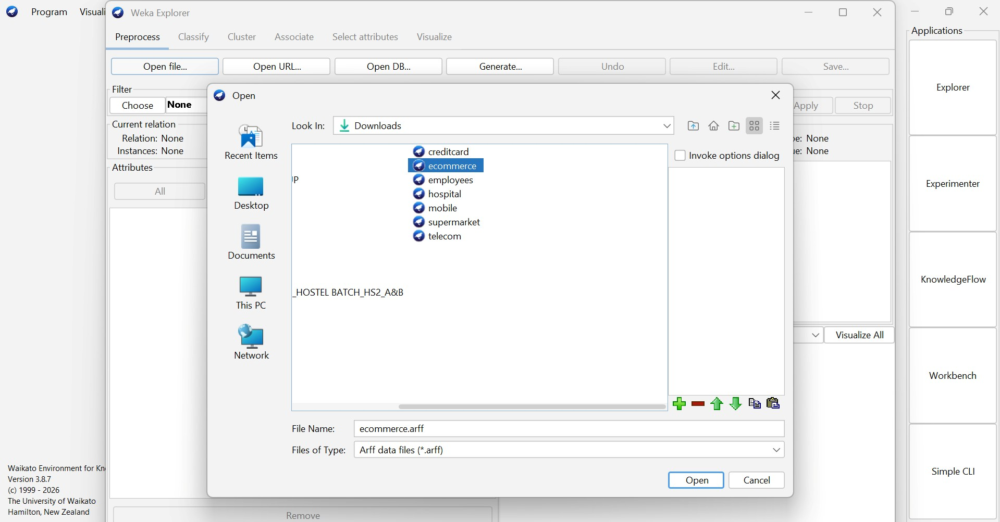 Program
Visuali
Weka Explorer
Applications
Preprocess
Classify
Cluster
Associate
Select attributes
Visualize
Open file...
Open URL...
Open DB...
Generate...
Undo
Edit...
Save...
Filter
Choose
None
Apply
Stop
Current relation
Relation: None
Instances: None
pe: None
ue: None
Attributes
All
Open
Look In:
Downloads
Recent Items
Desktop
Documents
This PC
Network
creditcard
ecommerce
employees
hospital
mobile
supermarket
telecom
_HOSTEL BATCH_HS2_A&B
Invoke options dialog
File Name:
ecommerce.arff
Files of Type:
Arff data files (*.arff)
Open
Cancel
Visualize All
Remove
Explorer
Experimenter
KnowledgeFlow
Workbench
Simple CLI
Waikato Environment for Kn
Version 3.8.7
(c) 1999 - 2026
The University of Waikato
Hamilton, New Zealand